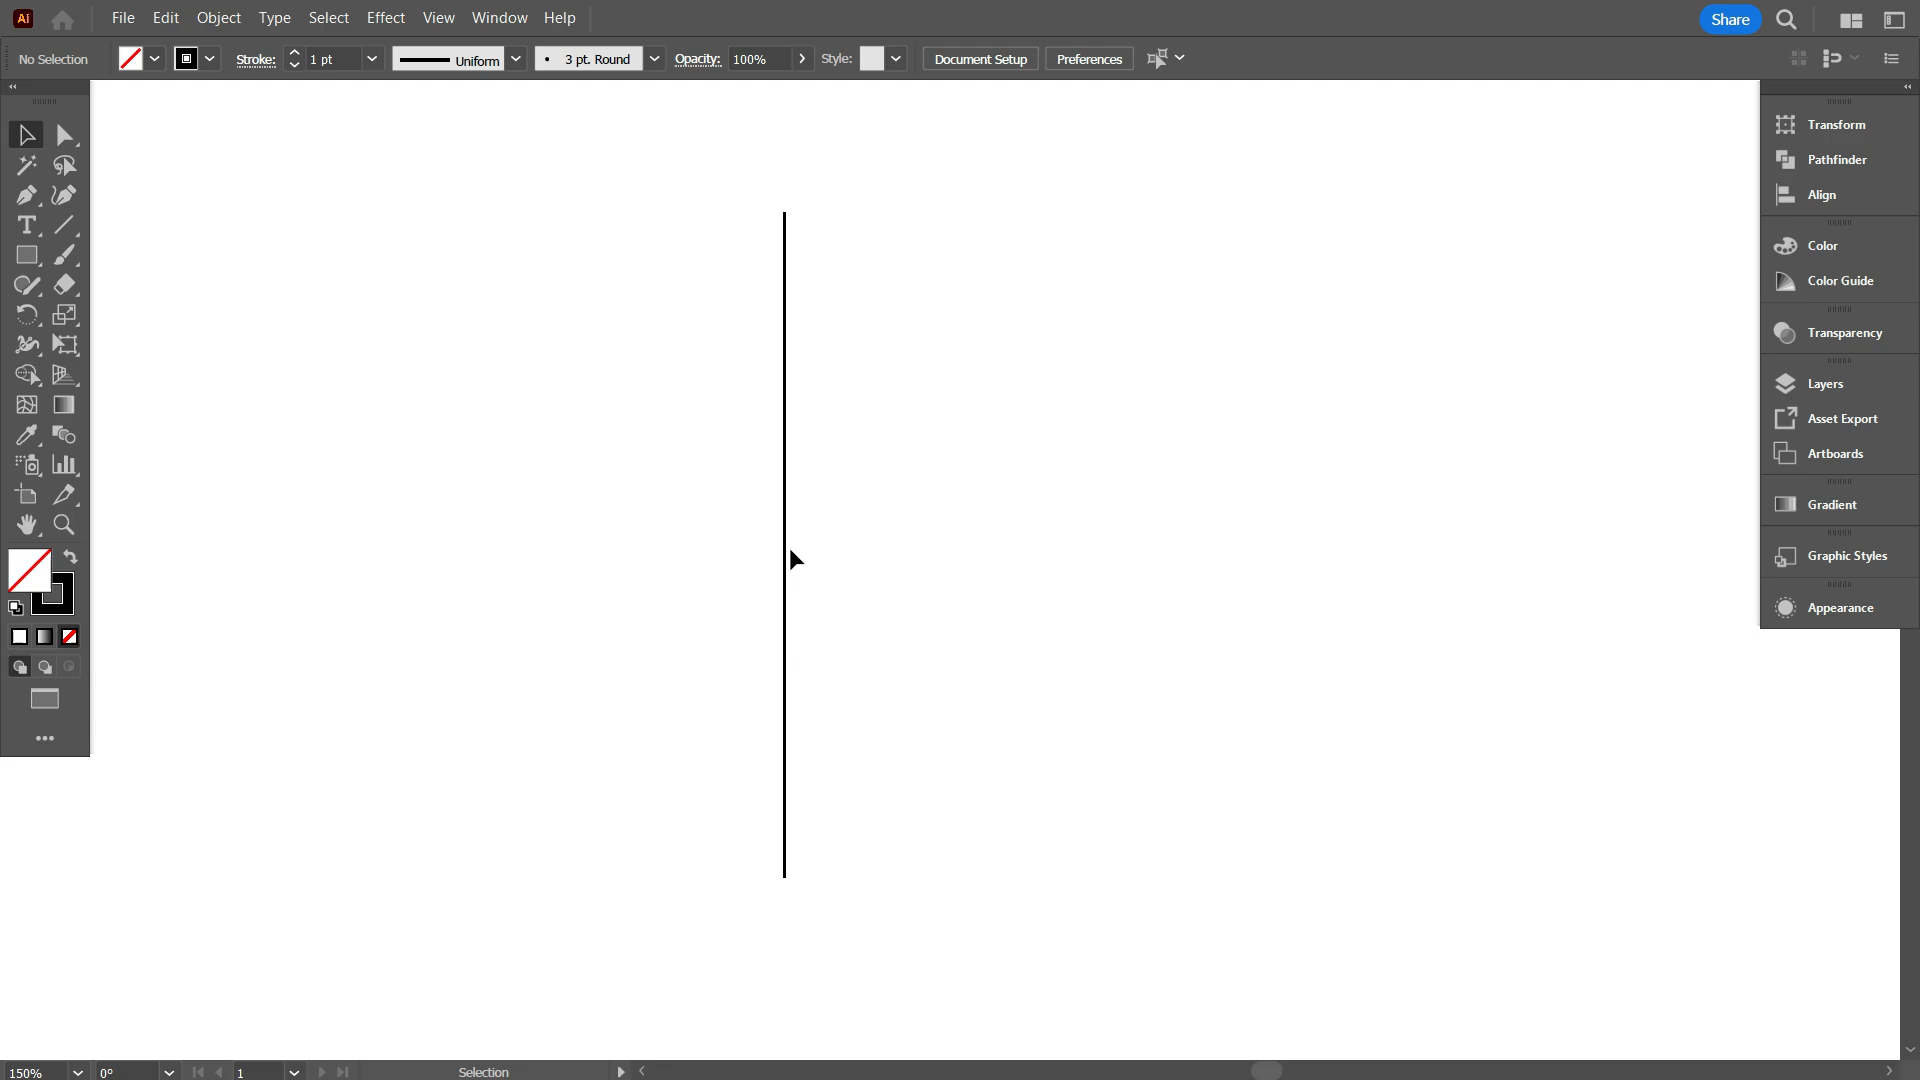 Ai File Edit Object Type Select Effect View Window Help Share
No Selection Stroke: 1 pt Uniform 3 pt. Round Opacity: 100% Style: Document Setup Preferences
Transform
Pathfinder
Align
Color
Color Guide
Transparency
Layers
Asset Export
Artboards
Gradient
Graphic Styles
Appearance
150% 0° 1 Selection